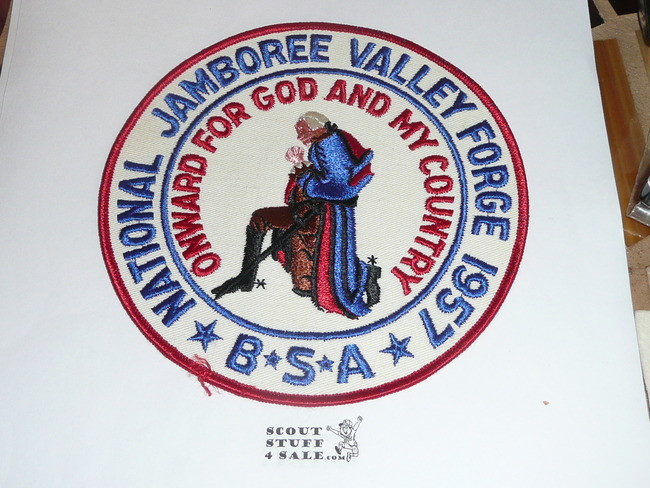 NATIONAL JAMBOREE VALLEY FORGE 1957
ONWARD FOR GOD AND MY COUNTRY
B★S★A
SCOUT
STUFF
4 SALE.COM